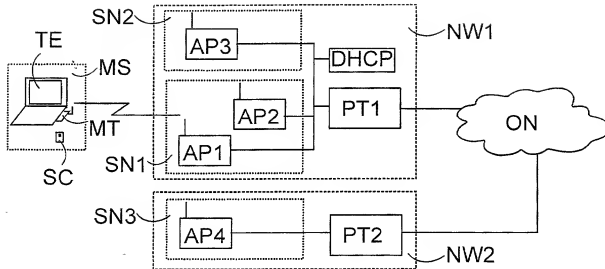 SN2
TE
MS
AP3
DHCP
NW1
AP2
PT1
ON
MT
SC
SN1
AP1
SN3
AP4
PT2
NW2